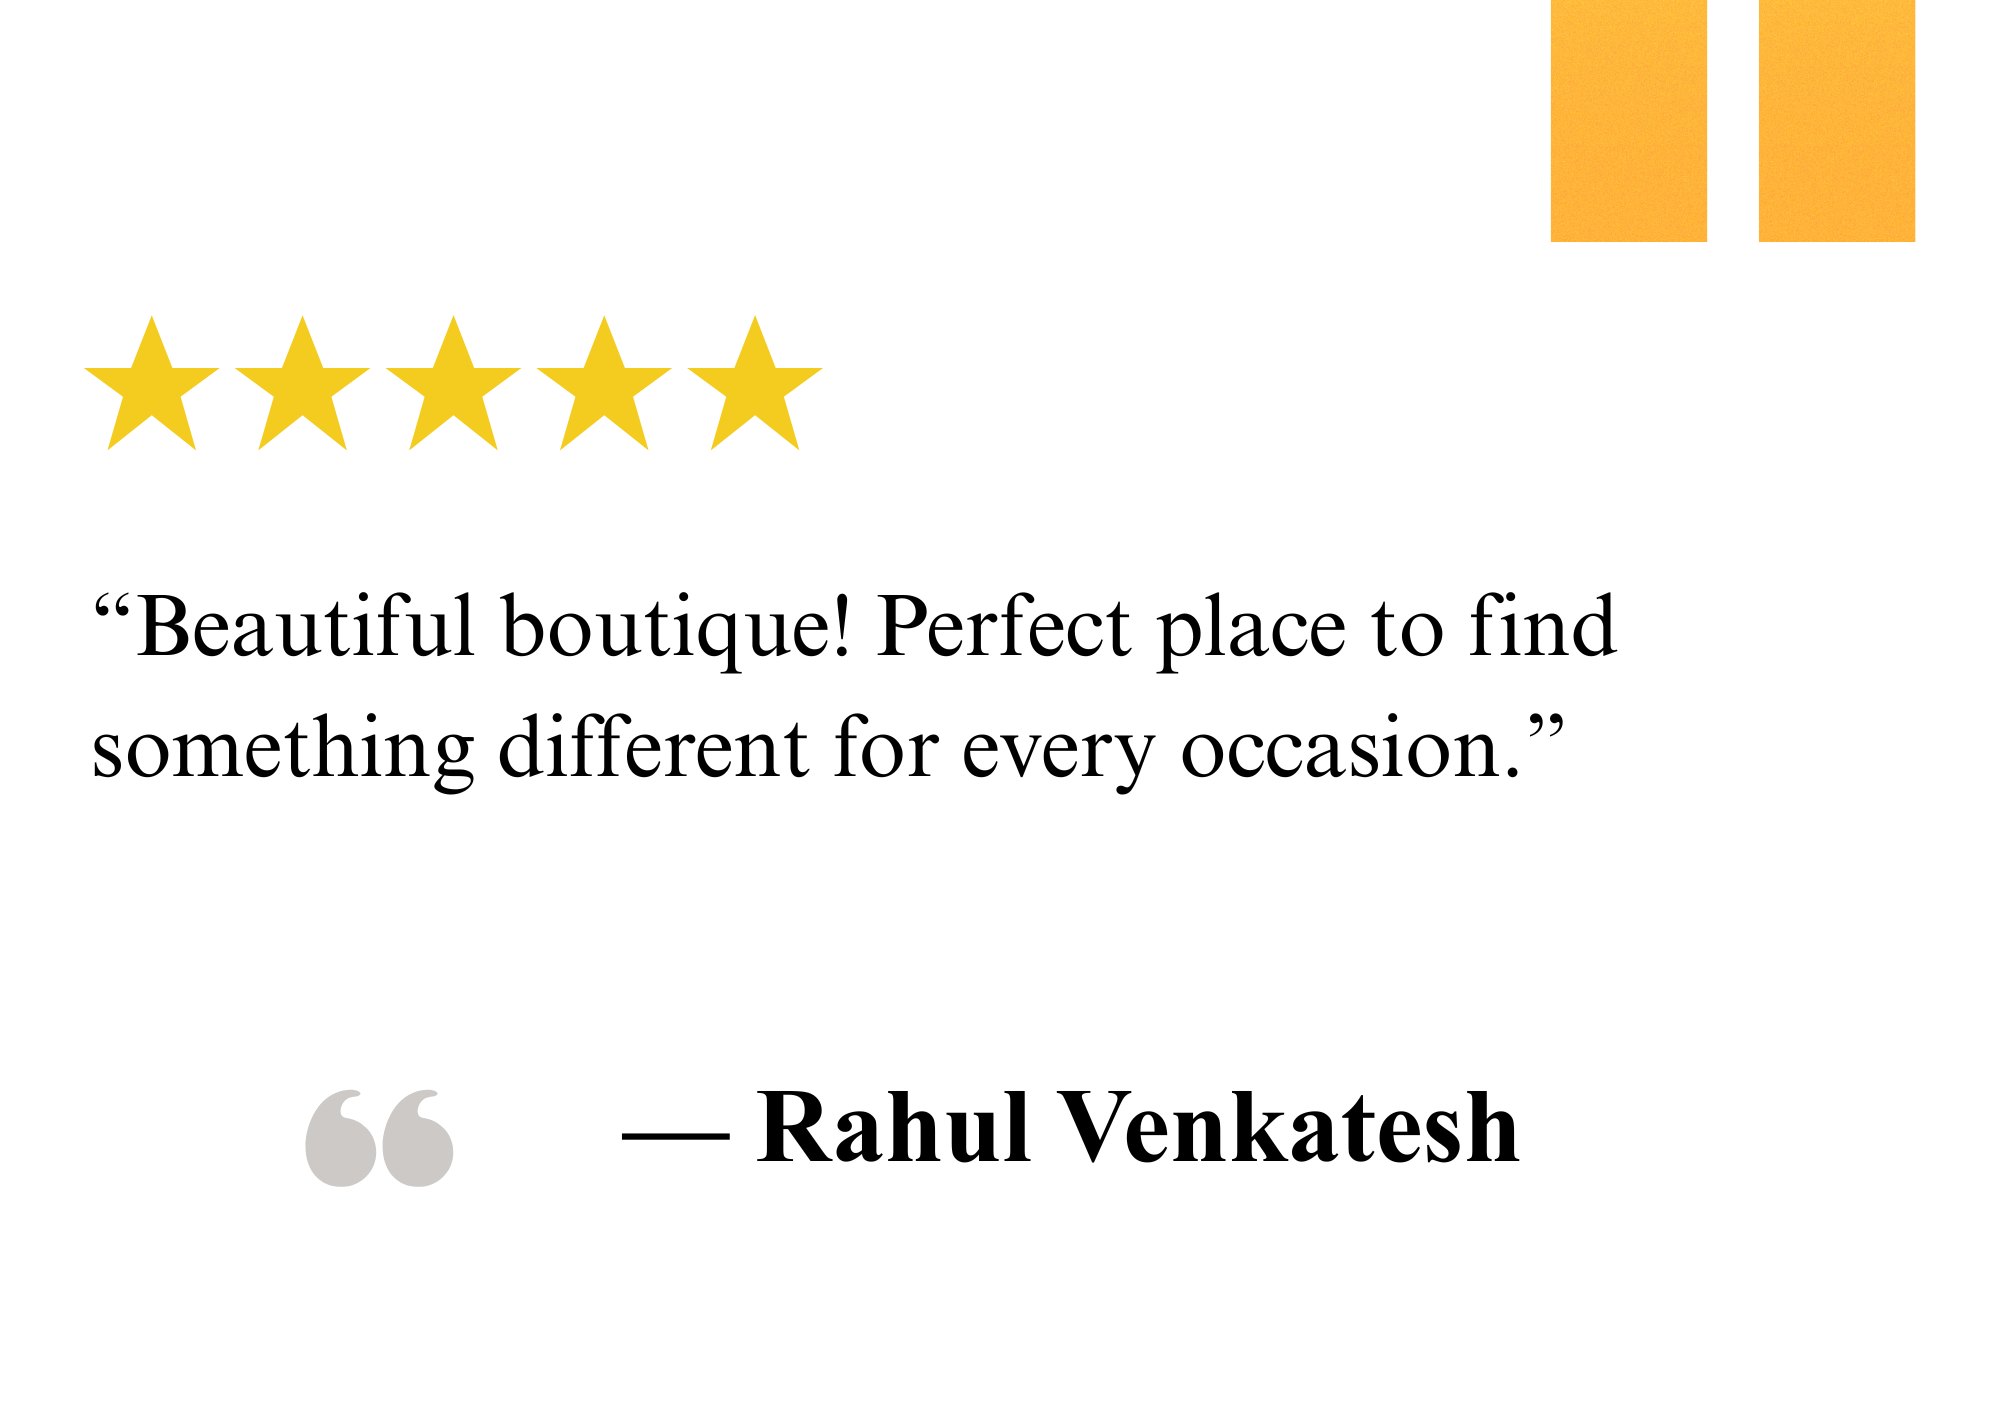 “Beautiful boutique! Perfect place to find
something different for every occasion.”
— Rahul Venkatesh